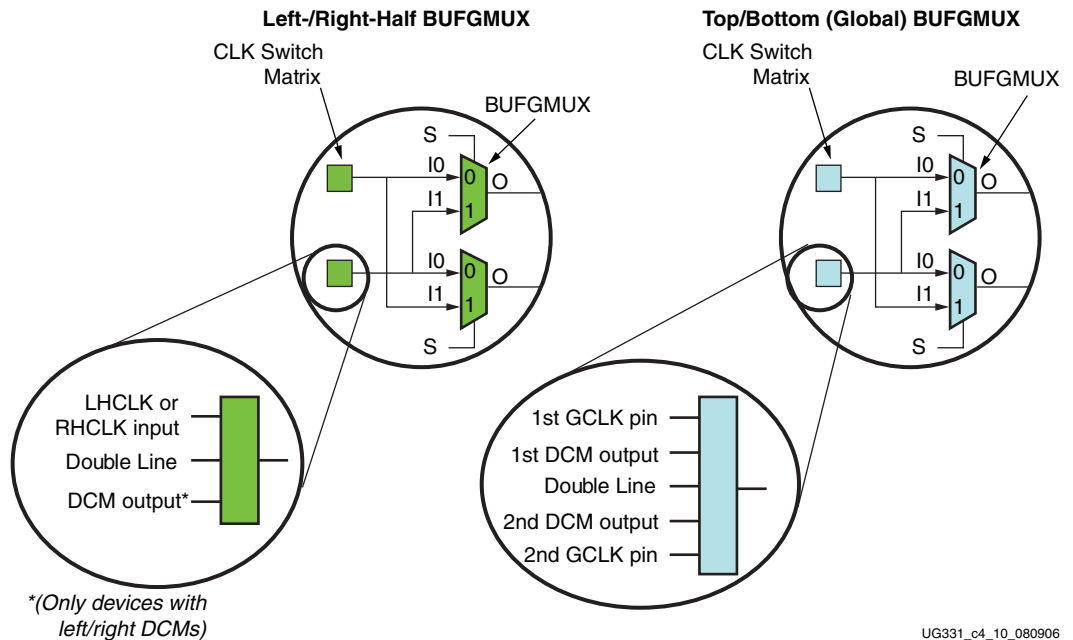 Left-/Right-Half BUFGMUX
CLK Switch
Matrix
BUFGMUX
S
I0
0
O
I1
1
I0
0
O
I1
1
S
LHCLK or
RHCLK input
Double Line
DCM output*
*(Only devices with
left/right DCMs)
Top/Bottom (Global) BUFGMUX
CLK Switch
Matrix
BUFGMUX
S
I0
0
O
I1
1
I0
0
O
I1
1
S
1st GCLK pin
1st DCM output
Double Line
2nd DCM output
2nd GCLK pin
UG331_c4_10_080906